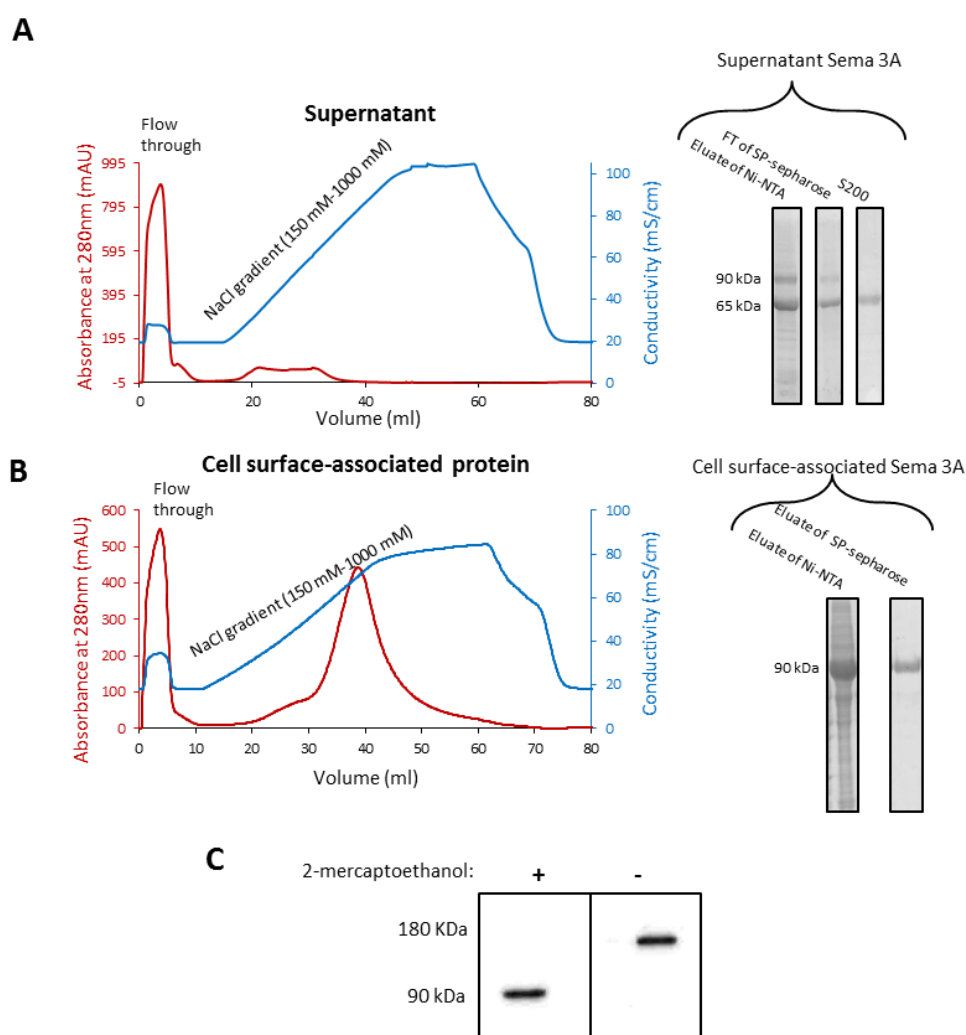 A
Supernatant
Flow
through
Absorbance at 280nm (mAU)
995
795
595
395
195
-5
NaCl gradient (150 mM-1000 mM)
100
80
60
40
20
0
Conductivity (mS/cm)
0
20
40
60
80
Volume (ml)
Supernatant Sema 3A
Eluate of Ni-NTA
FT of SP-sepharose
S200
90 kDa
65 kDa
B
Cell surface-associated protein
Flow
through
Absorbance at 280nm (mAU)
600
500
400
300
200
100
0
NaCl gradient (150 mM-1000 mM)
100
80
60
40
20
0
Conductivity (mS/cm)
0
10
20
30
40
50
60
70
80
Volume (ml)
Cell surface-associated Sema 3A
Eluate of Ni-NTA
Eluate of SP-sepharose
90 kDa
C
2-mercaptoethanol:
+
-
180 KDa
90 kDa